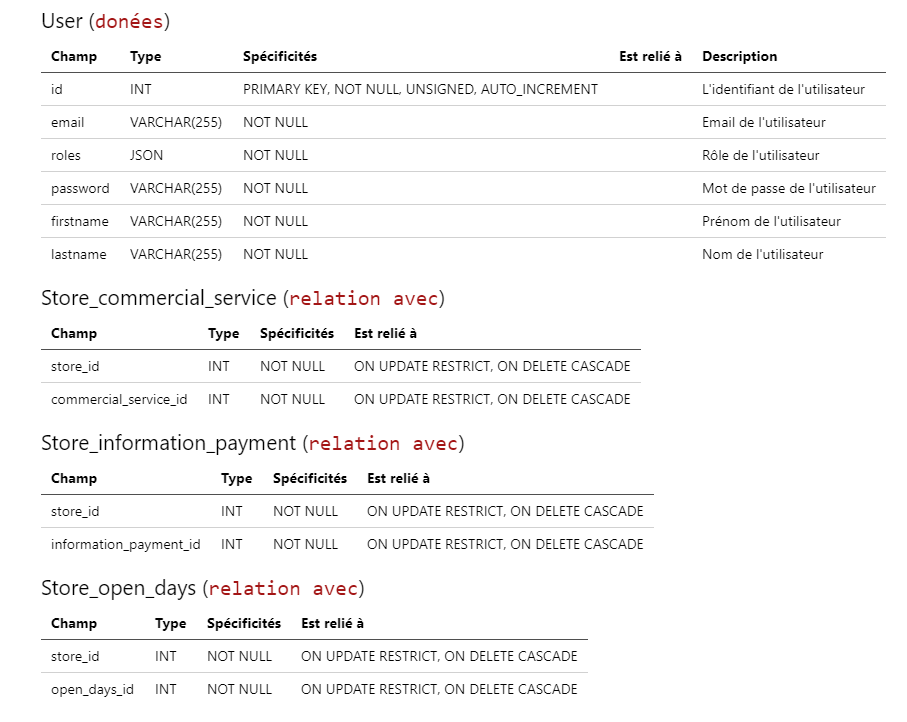 User (donées)
Champ Type Spécificités Est relié à Description
id INT PRIMARY KEY, NOT NULL, UNSIGNED, AUTO_INCREMENT L'identifiant de l'utilisateur
email VARCHAR(255) NOT NULL Email de l'utilisateur
roles JSON NOT NULL Rôle de l'utilisateur
password VARCHAR(255) NOT NULL Mot de passe de l'utilisateur
firstname VARCHAR(255) NOT NULL Prénom de l'utilisateur
lastname VARCHAR(255) NOT NULL Nom de l'utilisateur
Store_commercial_service (relation avec)
Champ Type Spécificités Est relié à
store_id INT NOT NULL ON UPDATE RESTRICT, ON DELETE CASCADE
commercial_service_id INT NOT NULL ON UPDATE RESTRICT, ON DELETE CASCADE
Store_information_payment (relation avec)
Champ Type Spécificités Est relié à
store_id INT NOT NULL ON UPDATE RESTRICT, ON DELETE CASCADE
information_payment_id INT NOT NULL ON UPDATE RESTRICT, ON DELETE CASCADE
Store_open_days (relation avec)
Champ Type Spécificités Est relié à
store_id INT NOT NULL ON UPDATE RESTRICT, ON DELETE CASCADE
open_days_id INT NOT NULL ON UPDATE RESTRICT, ON DELETE CASCADE